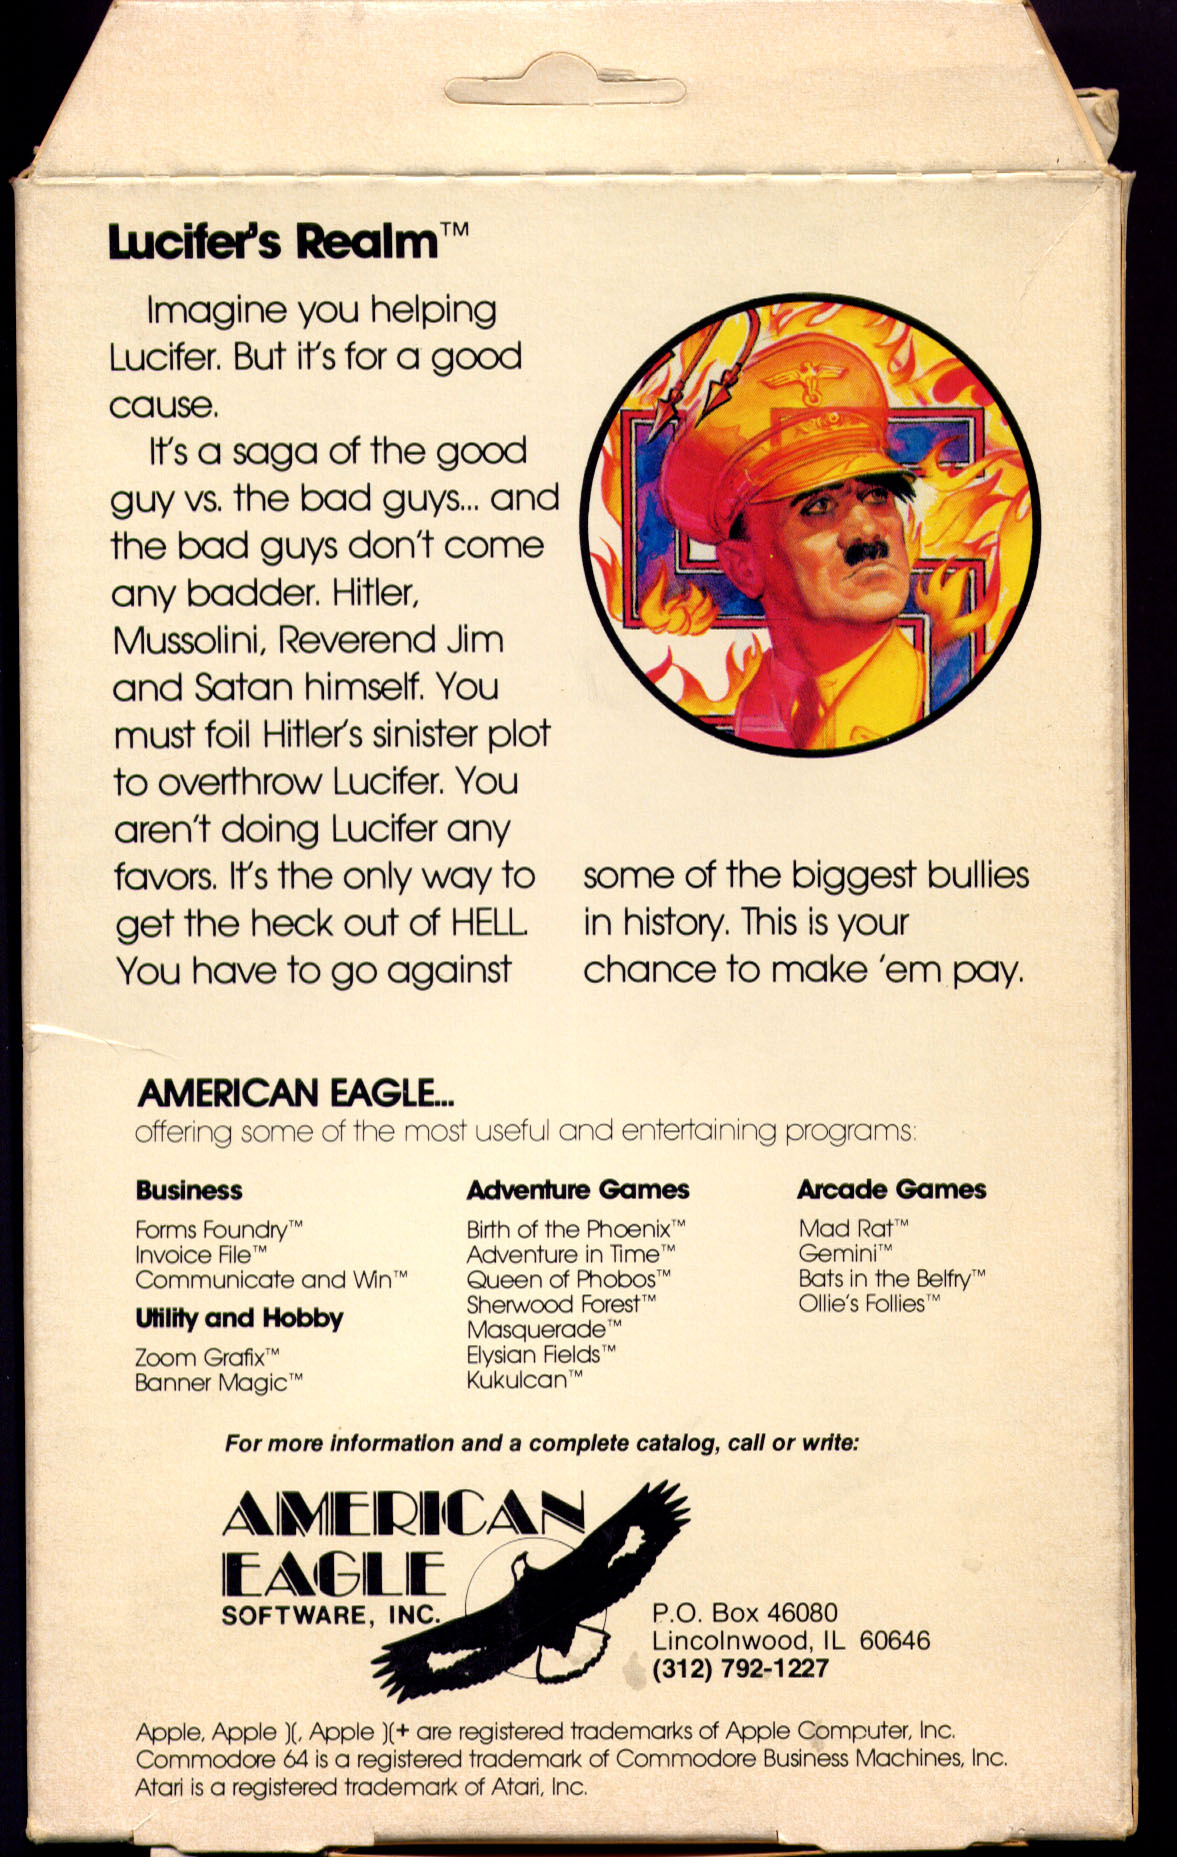 Lucifer's Realm™
Imagine you helping
Lucifer. But it's for a good
cause.
It's a saga of the good
guy vs. the bad guys... and
the bad guys don't come
any badder. Hitler,
Mussolini, Reverend Jim
and Satan himself. You
must foil Hitler's sinister plot
to overthrow Lucifer. You
aren't doing Lucifer any
favors. It's the only way to
get the heck out of HELL.
You have to go against
some of the biggest bullies
in history. This is your
chance to make 'em pay.
AMERICAN EAGLE...
offering some of the most useful and entertaining programs:
Business
Forms Foundry™
Invoice File™
Communicate and Win™
Utility and Hobby
Zoom Grafix™
Banner Magic™
Adventure Games
Birth of the Phoenix™
Adventure in Time™
Queen of Phobos™
Sherwood Forest™
Masquerade™
Elysian Fields™
Kukulcan™
Arcade Games
Mad Rat™
Gemini™
Bats in the Belfry™
Ollie's Follies™
For more information and a complete catalog, call or write:
AMERICAN
EAGLE
SOFTWARE, INC.
P.O. Box 46080
Lincolnwood, IL 60646
(312) 792-1227
Apple, Apple ][, Apple ][+ are registered trademarks of Apple Computer, Inc.
Commodore 64 is a registered trademark of Commodore Business Machines, Inc.
Atari is a registered trademark of Atari, Inc.